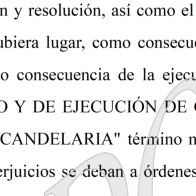 n y resolución, así como el
ubiera lugar, como consecu
o consecuencia de la ejecu
O Y DE EJECUCIÓN DE
CANDELARIA" término n
erjuicios se deban a órdenes